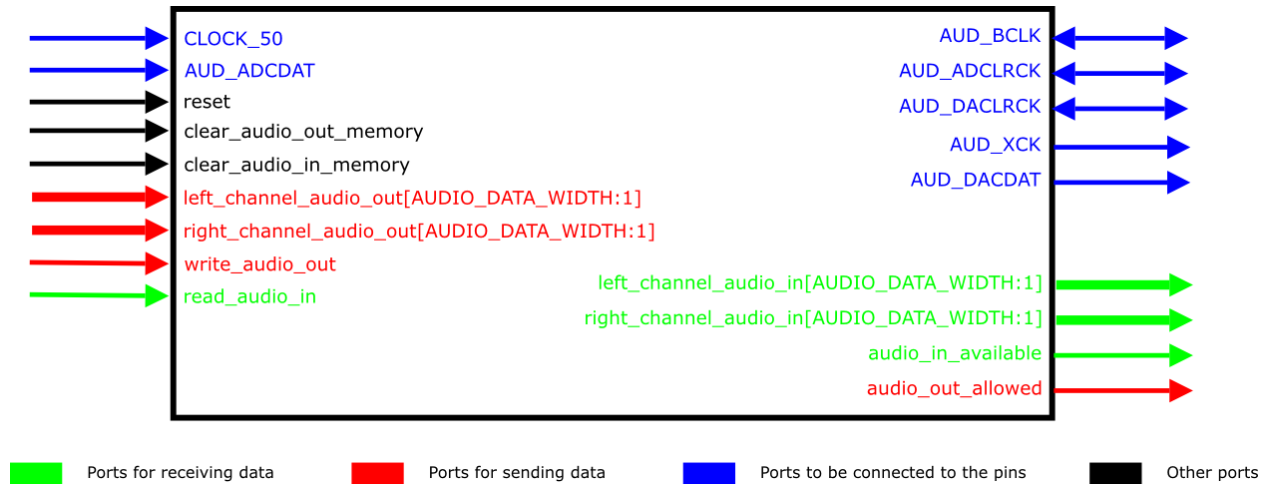 CLOCK_50
AUD_ADCDAT
reset
clear_audio_out_memory
clear_audio_in_memory
left_channel_audio_out[AUDIO_DATA_WIDTH:1]
right_channel_audio_out[AUDIO_DATA_WIDTH:1]
write_audio_out
read_audio_in
AUD_BCLK
AUD_ADCLRCK
AUD_DACLRCK
AUD_XCK
AUD_DACDAT
left_channel_audio_in[AUDIO_DATA_WIDTH:1]
right_channel_audio_in[AUDIO_DATA_WIDTH:1]
audio_in_available
audio_out_allowed
Ports for receiving data
Ports for sending data
Ports to be connected to the pins
Other ports